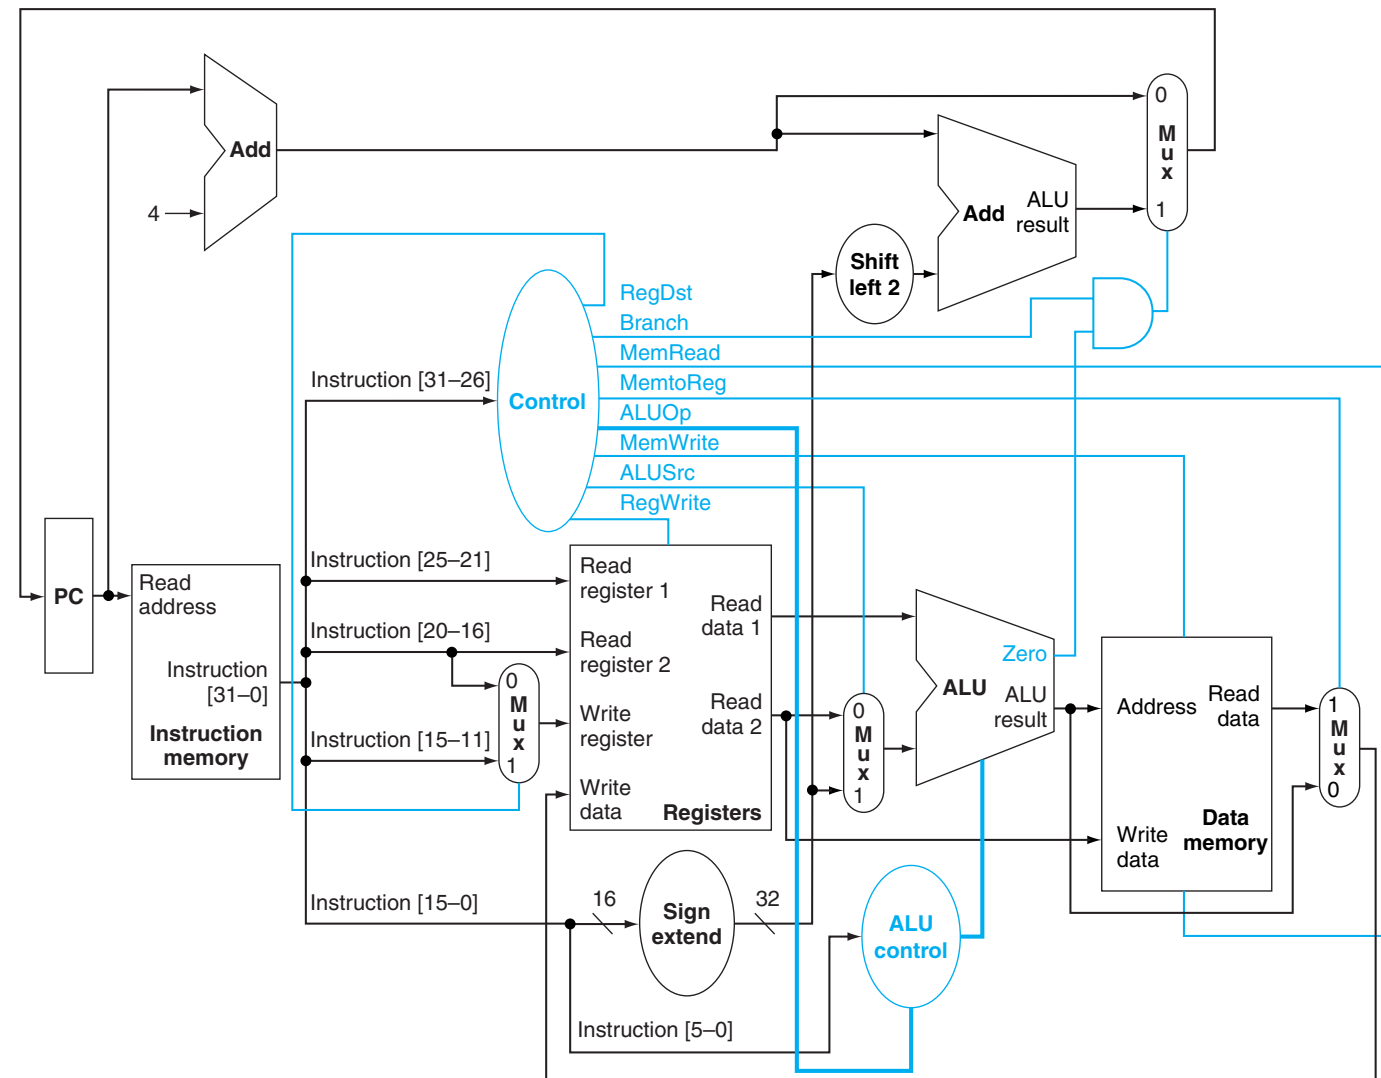 0
M
u
x
1
Add
4
Add
ALU
result
Shift
left 2
RegDst
Branch
MemRead
MemtoReg
ALUOp
MemWrite
ALUSrc
RegWrite
Control
Instruction [31–26]
Instruction [25–21]
Instruction [20–16]
Instruction [15–11]
Instruction [15–0]
Instruction [5–0]
PC
Read
address
Instruction
[31–0]
Instruction
memory
0
M
u
x
1
Read
register 1
Read
register 2
Write
register
Write
data
Read
data 1
Read
data 2
Registers
0
M
u
x
1
Zero
ALU
ALU
result
Address
Read
data
Write
data
Data
memory
1
M
u
x
0
16
Sign
extend
32
ALU
control